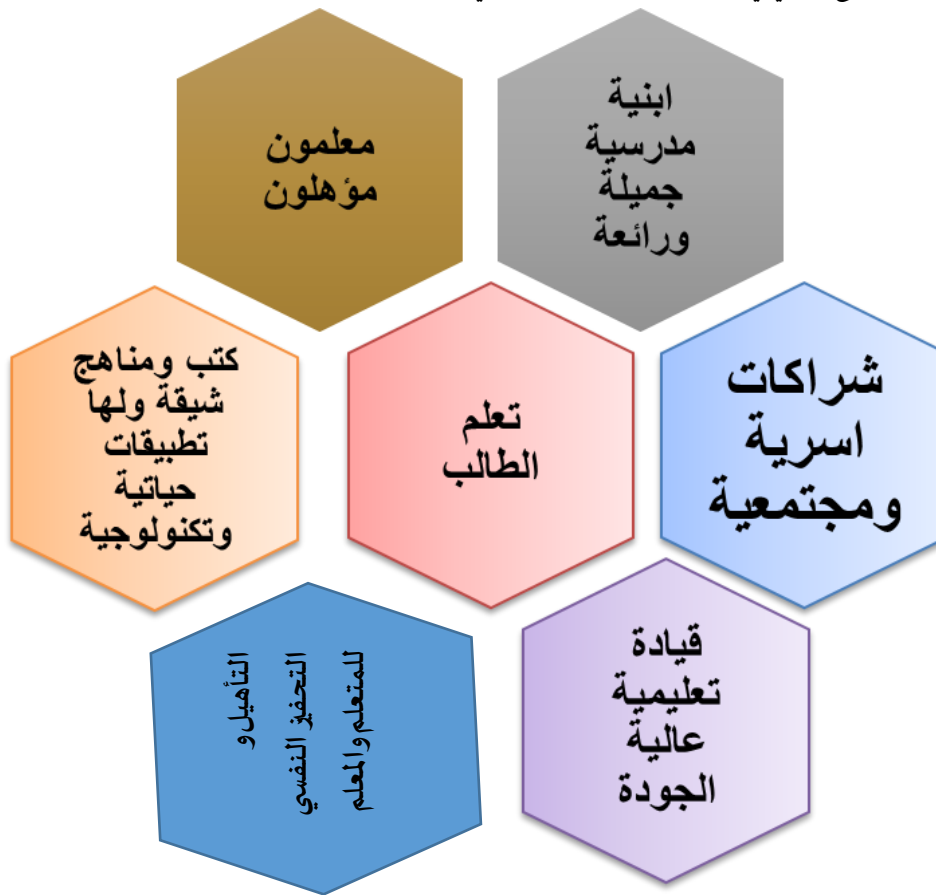 ابنية
مدرسية
جميلة
ورائعة
معلمون
مؤهلون
شراكات
اسرية
ومجتمعية
تعلم
الطالب
كتب ومناهج
شيقة ولها
تطبيقات
حياتية
وتكنولوجية
قيادة
تعليمية
عالية
الجودة
التأهيل و
التحفيز النفسي
للمتعلم والمعلم